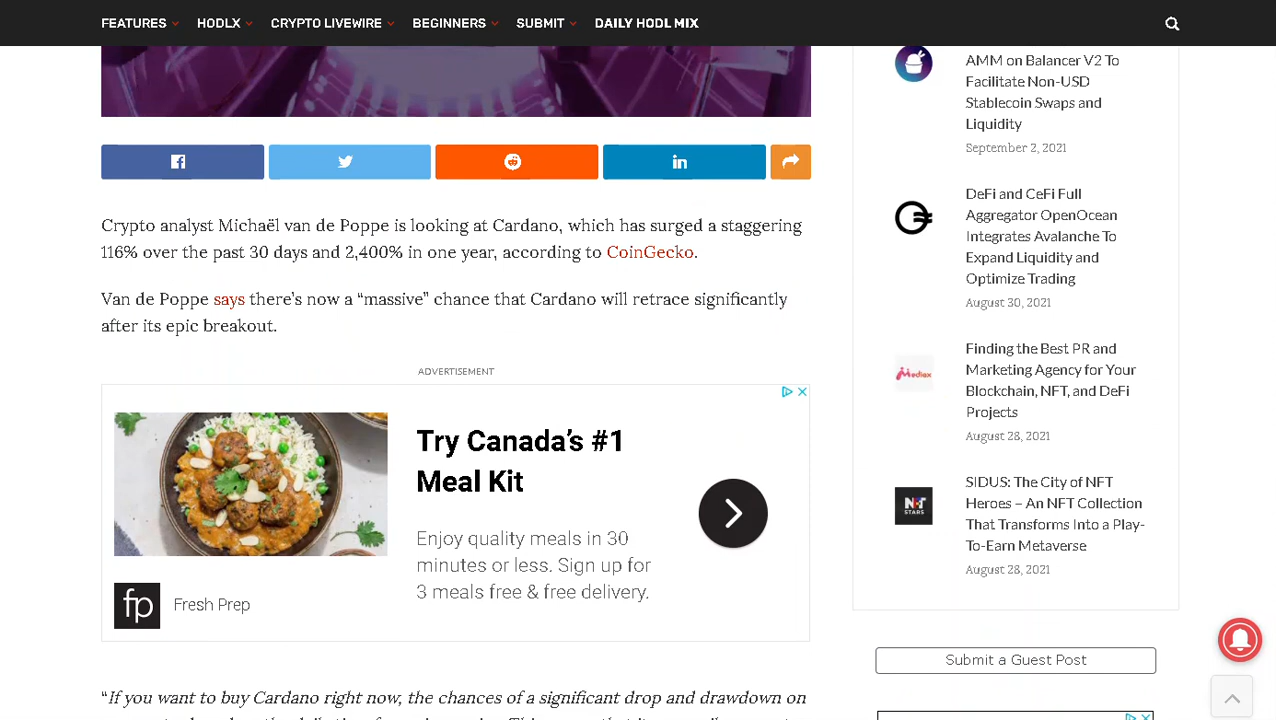 FEATURES HODLX CRYPTO LIVEWIRE BEGINNERS SUBMIT DAILY HODL MIX
Crypto analyst Michaël van de Poppe is looking at Cardano, which has surged a staggering
116% over the past 30 days and 2,400% in one year, according to CoinGecko.
Van de Poppe says there’s now a “massive” chance that Cardano will retrace significantly
after its epic breakout.
ADVERTISEMENT
Try Canada’s #1
Meal Kit
Enjoy quality meals in 30
minutes or less. Sign up for
3 meals free & free delivery.
fp Fresh Prep
“If you want to buy Cardano right now, the chances of a significant drop and drawdown on
AMM on Balancer V2 To
Facilitate Non-USD
Stablecoin Swaps and
Liquidity
September 2, 2021
DeFi and CeFi Full
Aggregator OpenOcean
Integrates Avalanche To
Expand Liquidity and
Optimize Trading
August 30, 2021
Mediax
Finding the Best PR and
Marketing Agency for Your
Blockchain, NFT, and DeFi
Projects
August 28, 2021
NFT
STARS
SIDUS: The City of NFT
Heroes – An NFT Collection
That Transforms Into a Play-
To-Earn Metaverse
August 28, 2021
Submit a Guest Post